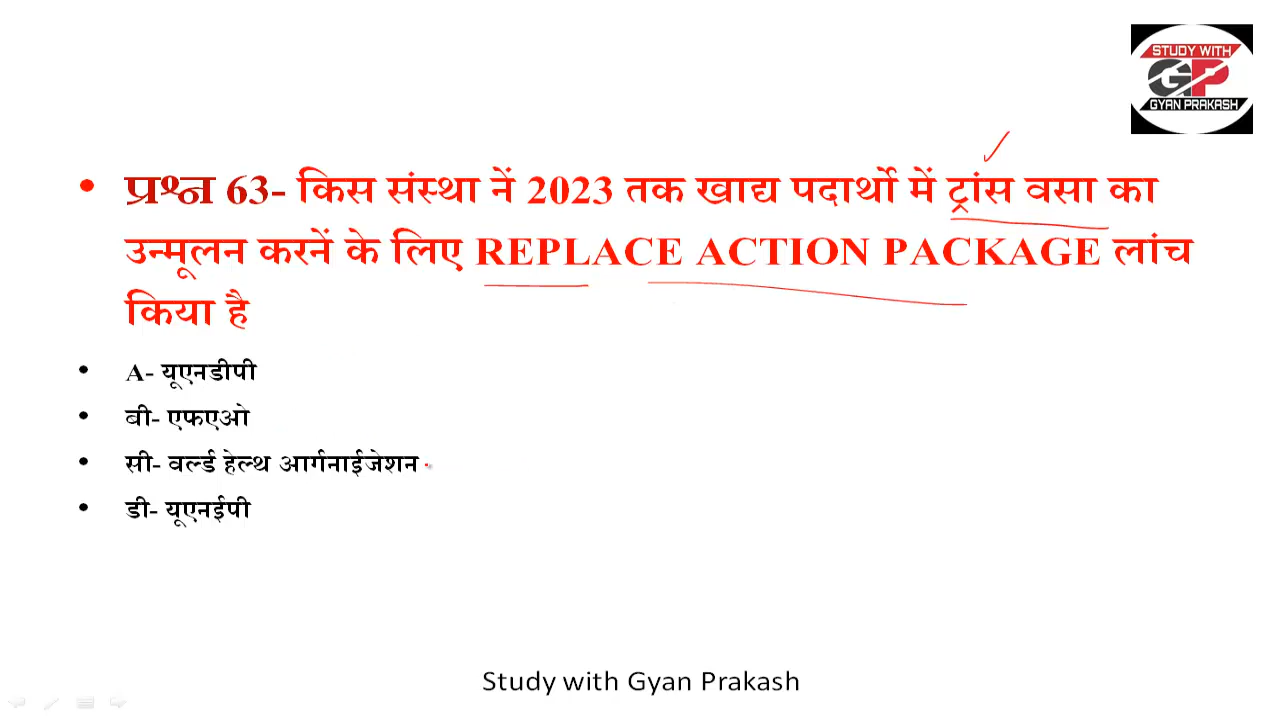 STUDY WITH
GP
GYAN PRAKASH
• प्रश्न 63- किस संस्था नें 2023 तक खाद्य पदार्थो में ट्रांस वसा का
उन्मूलन करनें के लिए REPLACE ACTION PACKAGE लांच
किया है
• A- यूएनडीपी
• बी- एफएओ
• सी- वर्ल्ड हेल्थ आर्गनाईजेशन
• डी- यूएनईपी
Study with Gyan Prakash